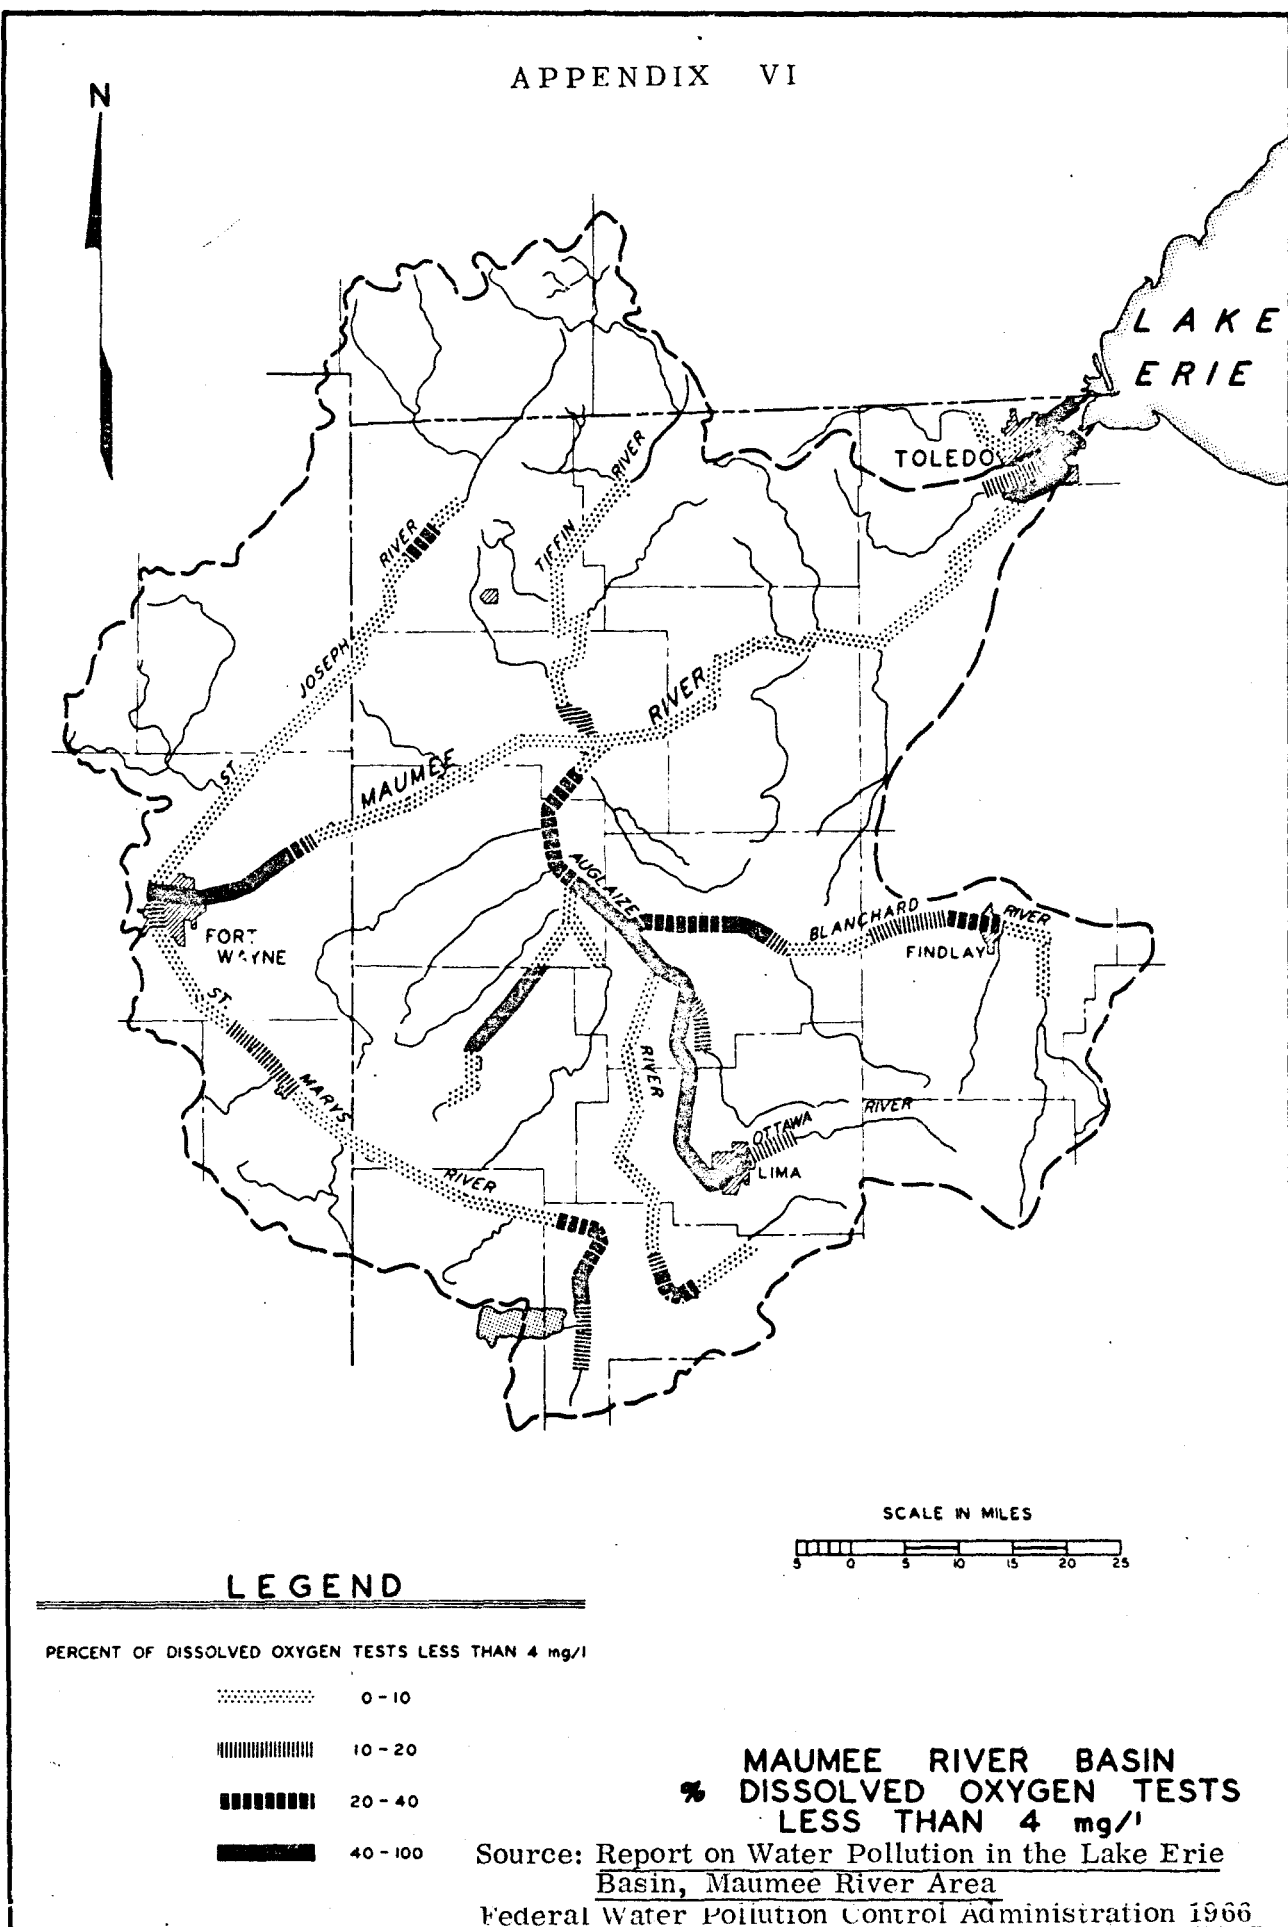 APPENDIX VI
N
LAKE
ERIE
TOLEDO
RIVER
TIFFIN
RIVER
JOSEPH
ST.
RIVER
MAUMEE
AUGLAIZE
BLANCHARD
RIVER
FINDLAY
FORT
WAYNE
ST.
MARYS
RIVER
RIVER
OTTAWA
RIVER
LIMA
SCALE IN MILES
5 0 5 10 15 20 25
LEGEND
PERCENT OF DISSOLVED OXYGEN TESTS LESS THAN 4 mg/l
0-10
10-20
20-40
40-100
MAUMEE RIVER BASIN
% DISSOLVED OXYGEN TESTS
LESS THAN 4 mg/l
Source: Report on Water Pollution in the Lake Erie
Basin, Maumee River Area
Federal Water Pollution Control Administration 1966